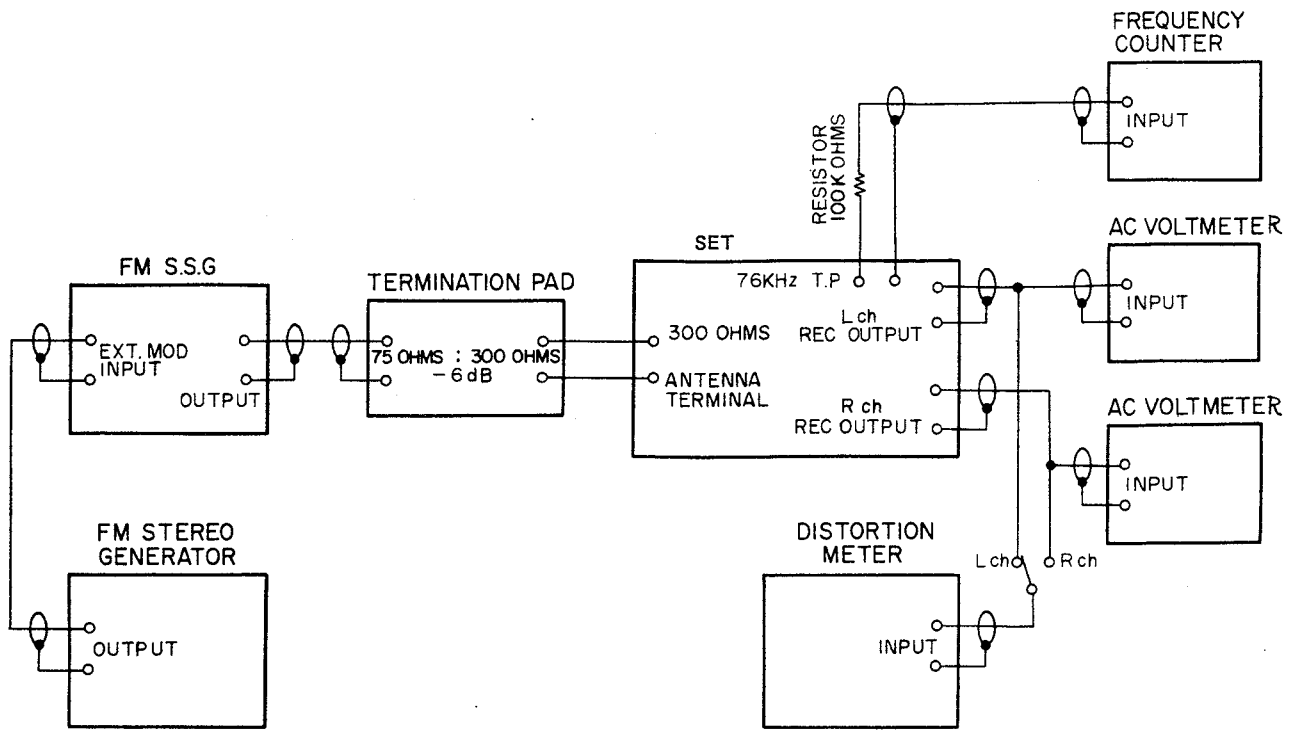 FREQUENCY
COUNTER
INPUT
RESISTOR
100K OHMS
AC VOLTMETER
INPUT
SET
76KHz T.P
L ch
REC OUTPUT
300 OHMS
ANTENNA
TERMINAL
R ch
REC OUTPUT
FM S.S.G
EXT. MOD
INPUT
OUTPUT
TERMINATION PAD
75 OHMS : 300 OHMS
-6dB
AC VOLTMETER
INPUT
FM STEREO
GENERATOR
OUTPUT
DISTORTION
METER
INPUT
L ch
R ch